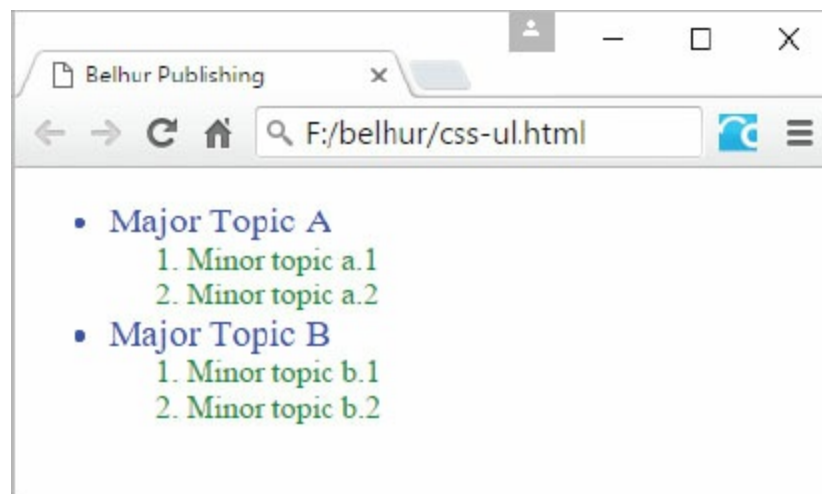 Belhur Publishing
F:/belhur/css-ul.html
• Major Topic A
1. Minor topic a.1
2. Minor topic a.2
• Major Topic B
1. Minor topic b.1
2. Minor topic b.2